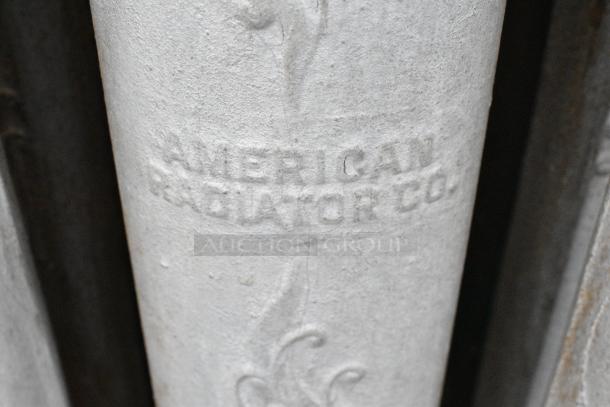 AMERICAN
RADIATOR CO.
AUCTION GROUP